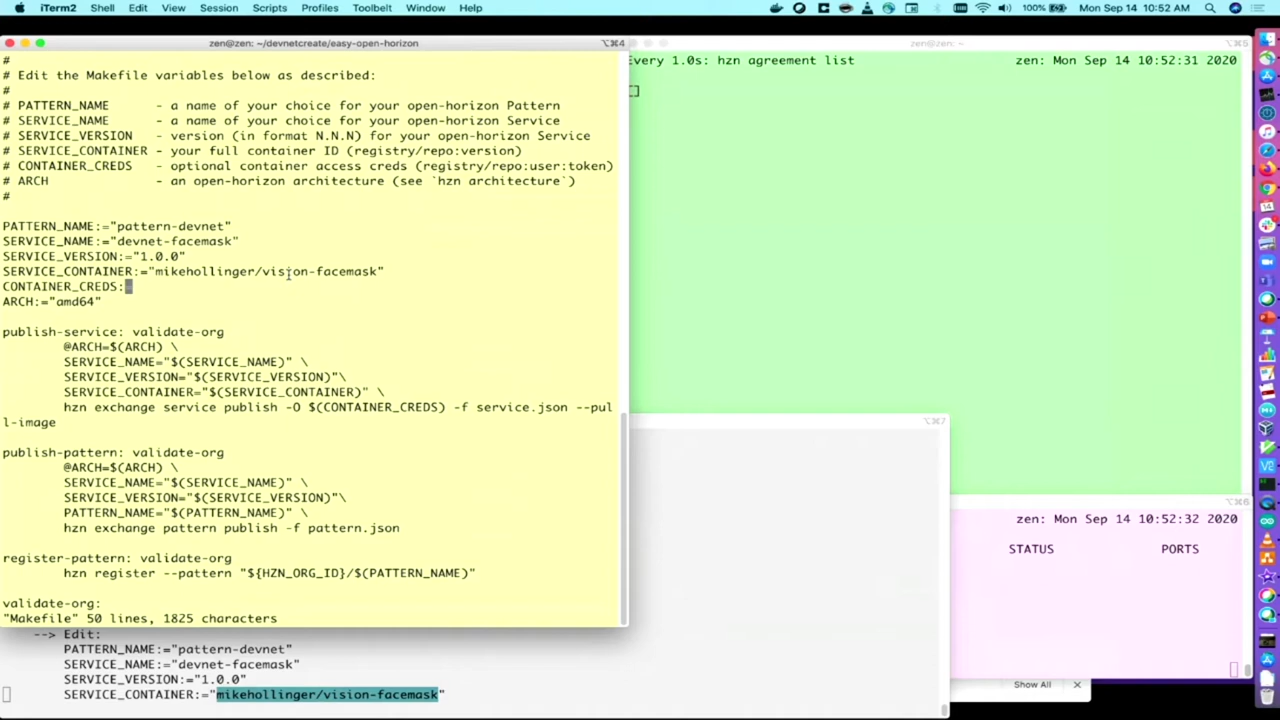 iTerm2 Shell Edit View Session Scripts Profiles Toolbelt Window Help 100% Mon Sep 14 10:52 AM
zen@zen: ~/devnetcreate/easy-open-horizon ⌥⌘4
#
# Edit the Makefile variables below as described:
#
# PATTERN_NAME - a name of your choice for your open-horizon Pattern
# SERVICE_NAME - a name of your choice for your open-horizon Service
# SERVICE_VERSION - version (in format N.N.N) for your open-horizon Service
# SERVICE_CONTAINER - your full container ID (registry/repo:version)
# CONTAINER_CREDS - optional container access creds (registry/repo:user:token)
# ARCH - an open-horizon architecture (see `hzn architecture`)
#
PATTERN_NAME:="pattern-devnet"
SERVICE_NAME:="devnet-facemask"
SERVICE_VERSION:="1.0.0"
SERVICE_CONTAINER:="mikehollinger/vision-facemask"
CONTAINER_CREDS:=
ARCH:="amd64"
publish-service: validate-org
@ARCH=$(ARCH) \
SERVICE_NAME="$(SERVICE_NAME)" \
SERVICE_VERSION="$(SERVICE_VERSION)"\
SERVICE_CONTAINER="$(SERVICE_CONTAINER)" \
hzn exchange service publish -O $(CONTAINER_CREDS) -f service.json --pul
l-image
publish-pattern: validate-org
@ARCH=$(ARCH) \
SERVICE_NAME="$(SERVICE_NAME)" \
SERVICE_VERSION="$(SERVICE_VERSION)"\
PATTERN_NAME="$(PATTERN_NAME)" \
hzn exchange pattern publish -f pattern.json
register-pattern: validate-org
hzn register --pattern "${HZN_ORG_ID}/$(PATTERN_NAME)"
validate-org:
"Makefile" 50 lines, 1825 characters
--> Edit:
PATTERN_NAME:="pattern-devnet"
SERVICE_NAME:="devnet-facemask"
SERVICE_VERSION:="1.0.0"
SERVICE_CONTAINER:="mikehollinger/vision-facemask"
zen@zen: ~ ⌥⌘5
Every 1.0s: hzn agreement list zen: Mon Sep 14 10:52:31 2020
[]
⌥⌘7
⌥⌘6
zen: Mon Sep 14 10:52:32 2020
STATUS PORTS
Show All